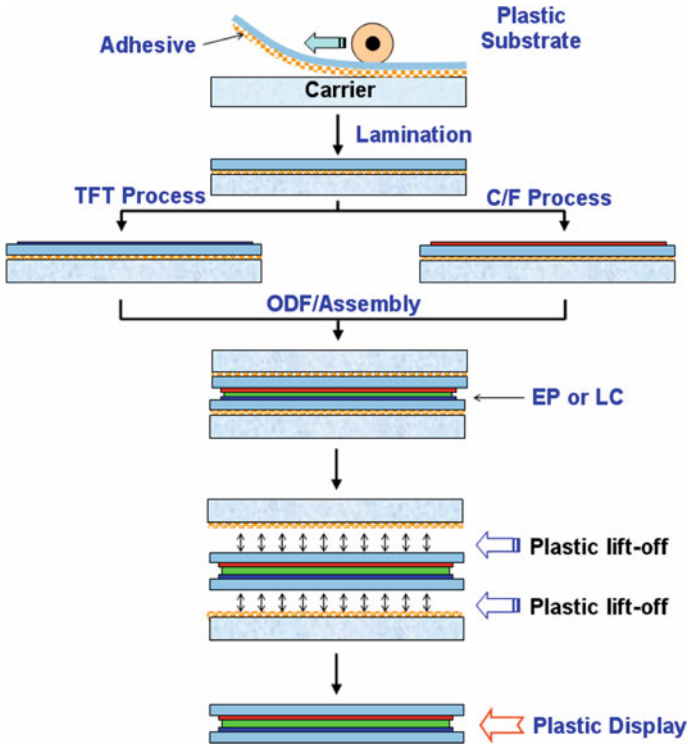 Plastic
Substrate
Adhesive
Carrier
Lamination
TFT Process
C/F Process
ODF/Assembly
EP or LC
Plastic lift-off
Plastic lift-off
Plastic Display